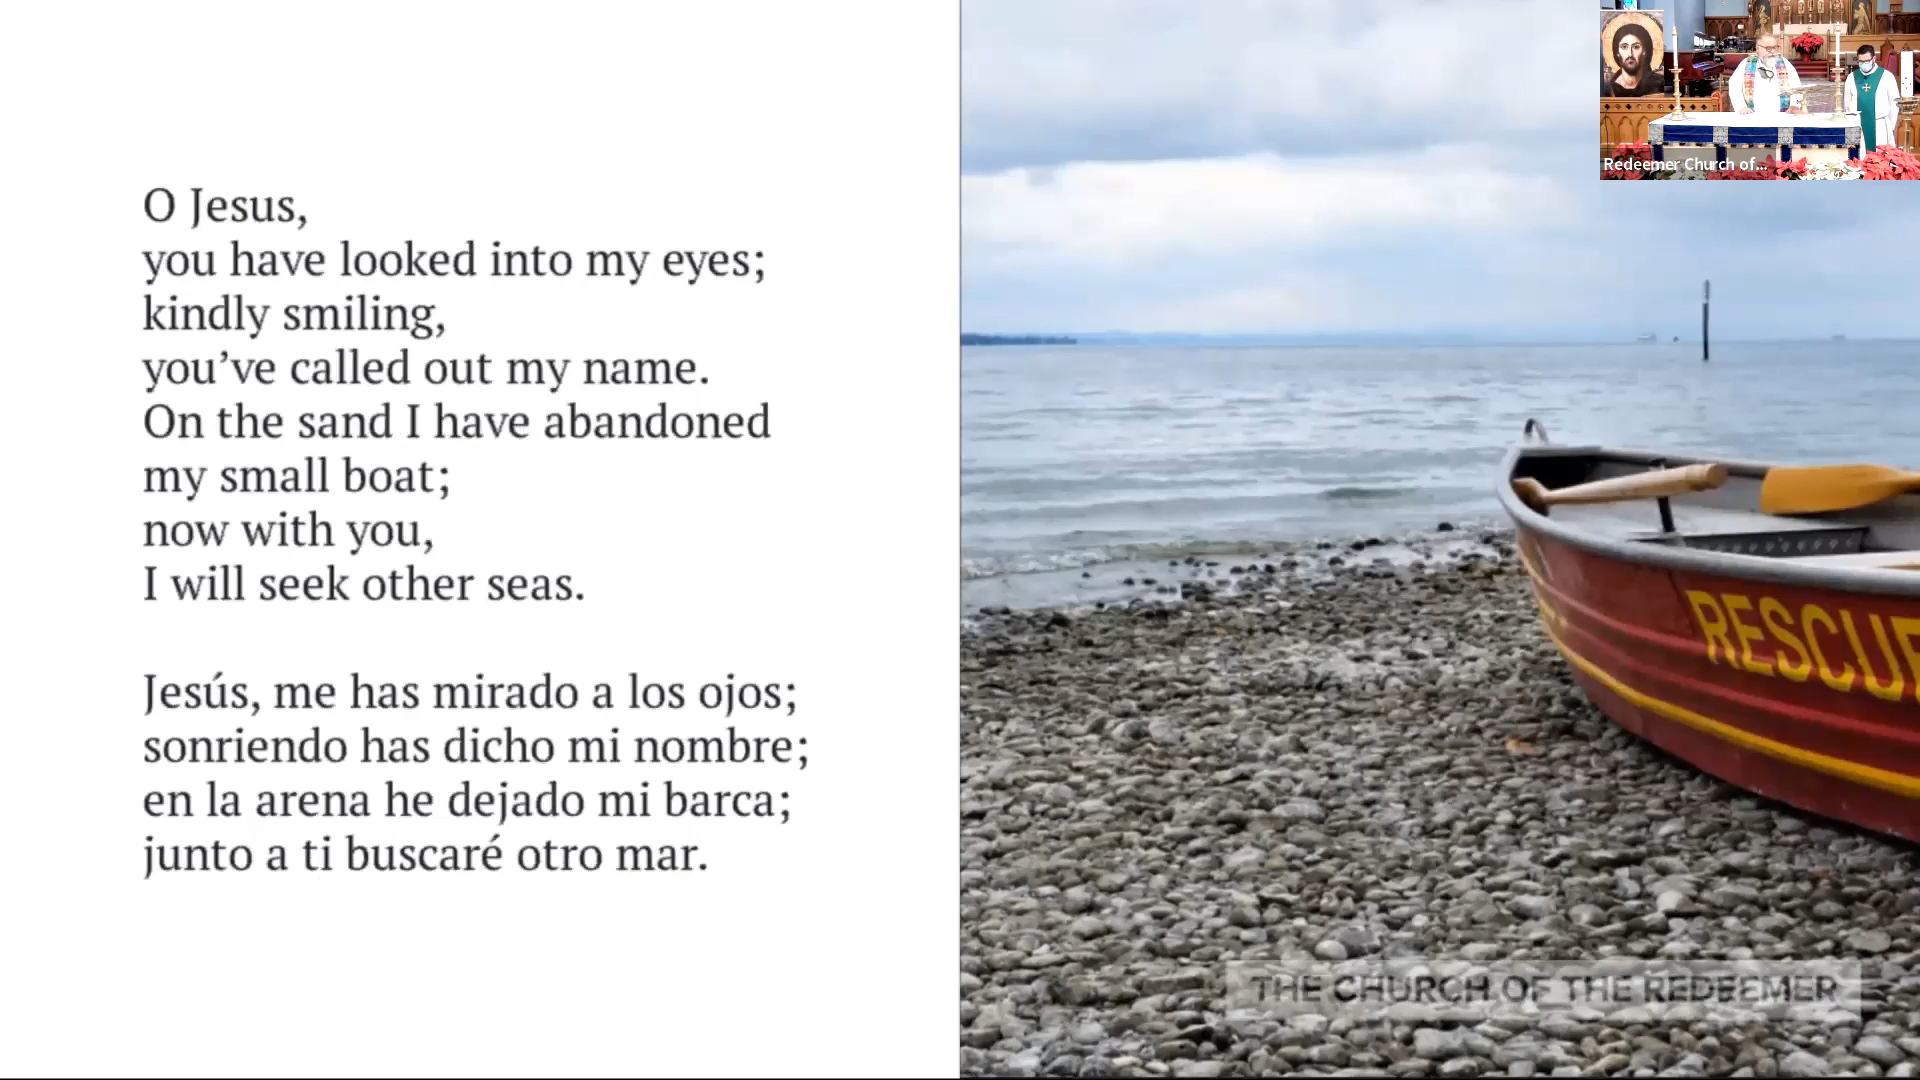 O Jesus,
you have looked into my eyes;
kindly smiling,
you’ve called out my name.
On the sand I have abandoned
my small boat;
now with you,
I will seek other seas.
Jesús, me has mirado a los ojos;
sonriendo has dicho mi nombre;
en la arena he dejado mi barca;
junto a ti buscaré otro mar.
Redeemer Church of...
RESCUE
THE CHURCH OF THE REDEEMER